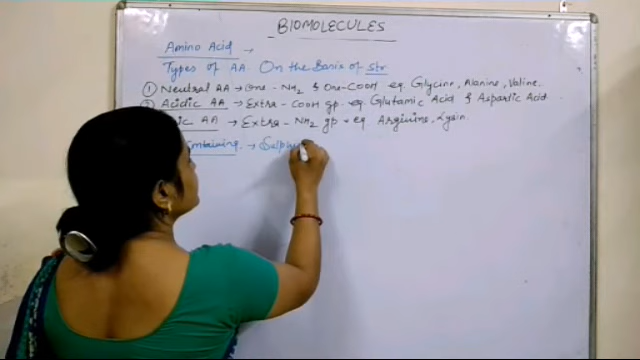 BIOMOLECULES
Amino Acid →
Types of AA. On the Basis of str
① Neutral AA → One - NH2 & One-COOH eg. Glycine, Alanine, Valine.
② Acidic AA → Extra - COOH gp. eg Glutamic Acid & Aspardic Acid.
ic AA → Extra - NH2 gp. eg. Arginine, Lysin.
→